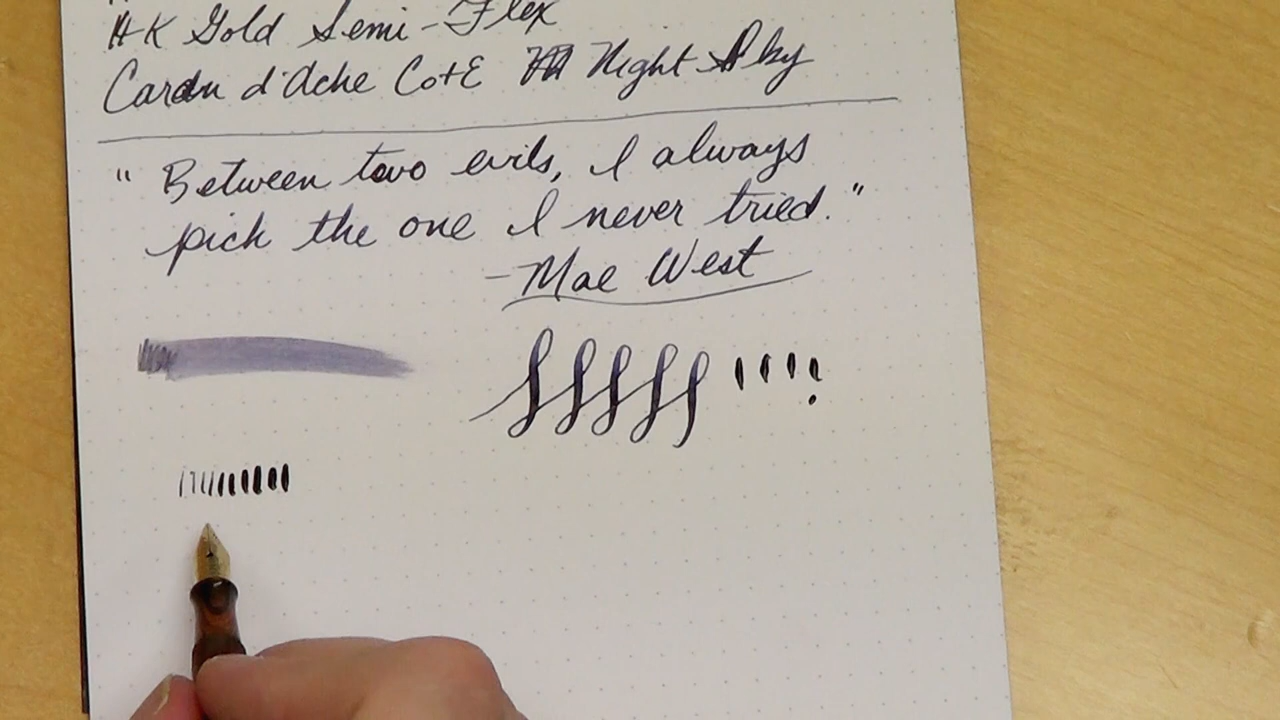 14K Gold Semi-Flex
Caran d'Ache CotE Night Sky
"Between two evils, I always
pick the one I never tried."
-Mae West